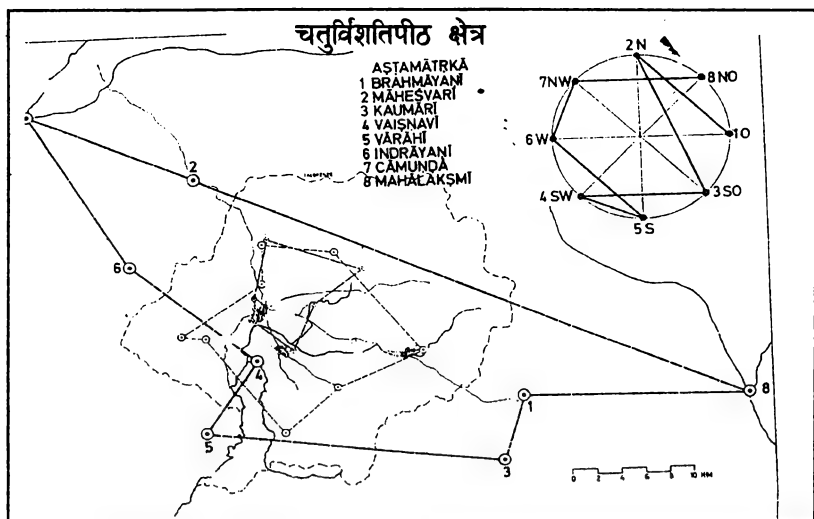 चतुर्विंशतिपीठ क्षेत्र
AṢṬAMĀTṚKĀ
1 BRAHMĀYANĪ
2 MĀHEŚVARĪ
3 KAUMĀRĪ
4 VAIṢNAVĪ
5 VĀRĀHĪ
6 INDRĀYANĪ
7 CĀMUNḌĀ
8 MAHĀLĀKṢMĪ
2 N
8 NO
1 O
3 SO
5 S
4 SW
6 W
7 NW
2
6
4
5
1
3
8
0 2 4 6 8 10 KM